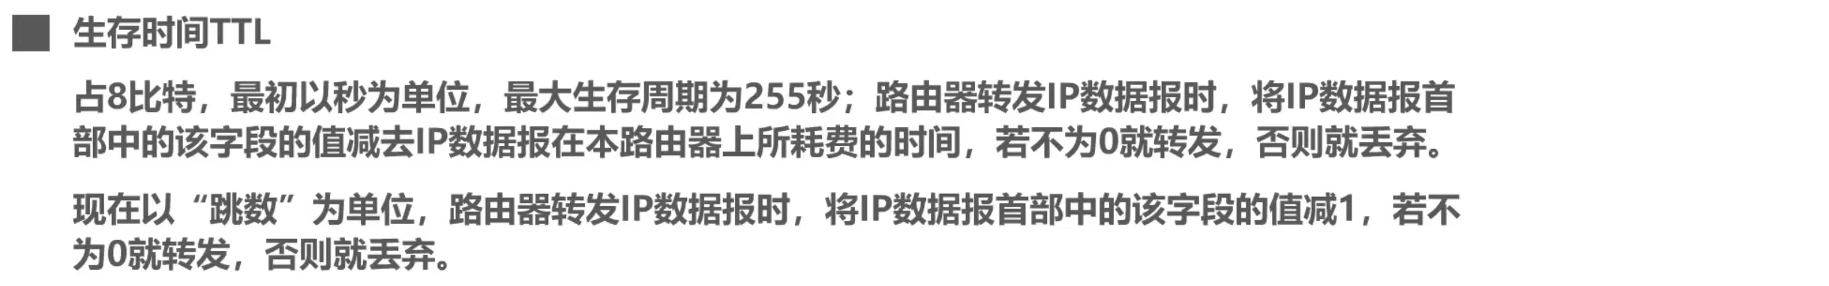 生存时间TTL
占8比特，最初以秒为单位，最大生存周期为255秒；路由器转发IP数据报时，将IP数据报首
部中的该字段的值减去IP数据报在本路由器上所耗费的时间，若不为0就转发，否则就丢弃。
现在以“跳数”为单位，路由器转发IP数据报时，将IP数据报首部中的该字段的值减1，若不
为0就转发，否则就丢弃。